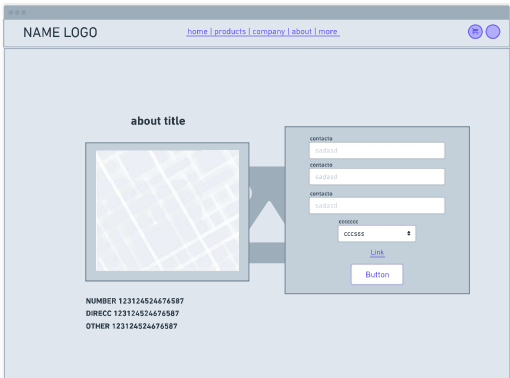 NAME LOGO
home | products | company | about | more
about title
contacto
sadasd
contacto
sadasd
contacto
sadasd
ccccccc
cccsss
Link
Button
NUMBER 123124524676587
DIRECC 123124524676587
OTHER 123124524676587